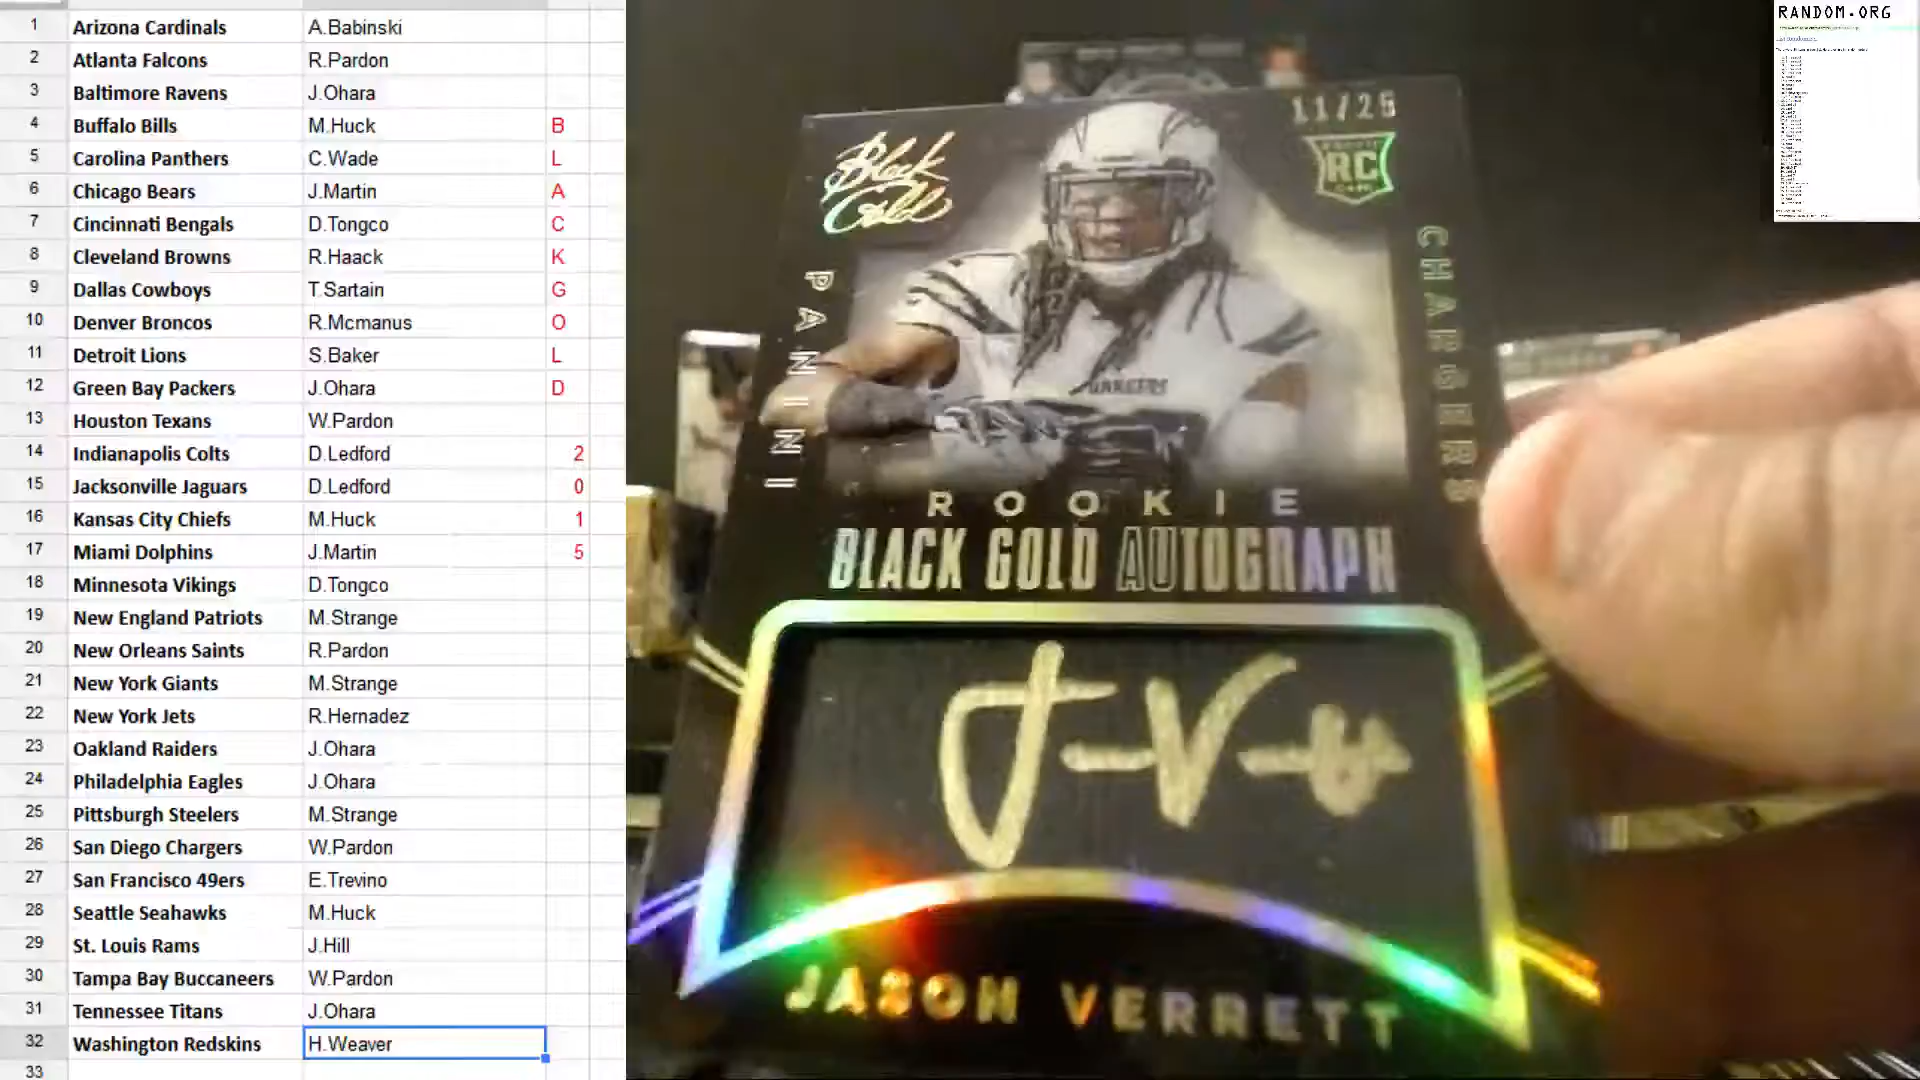 1 Arizona Cardinals A.Babinski
2 Atlanta Falcons R.Pardon
3 Baltimore Ravens J.Ohara
4 Buffalo Bills M.Huck B
5 Carolina Panthers C.Wade L
6 Chicago Bears J.Martin A
7 Cincinnati Bengals D.Tongco C
8 Cleveland Browns R.Haack K
9 Dallas Cowboys T.Sartain G
10 Denver Broncos R.Mcmanus O
11 Detroit Lions S.Baker L
12 Green Bay Packers J.Ohara D
13 Houston Texans W.Pardon
14 Indianapolis Colts D.Ledford 2
15 Jacksonville Jaguars D.Ledford 0
16 Kansas City Chiefs M.Huck 1
17 Miami Dolphins J.Martin 5
18 Minnesota Vikings D.Tongco
19 New England Patriots M.Strange
20 New Orleans Saints R.Pardon
21 New York Giants M.Strange
22 New York Jets R.Hernadez
23 Oakland Raiders J.Ohara
24 Philadelphia Eagles J.Ohara
25 Pittsburgh Steelers M.Strange
26 San Diego Chargers W.Pardon
27 San Francisco 49ers E.Trevino
28 Seattle Seahawks M.Huck
29 St. Louis Rams J.Hill
30 Tampa Bay Buccaneers W.Pardon
31 Tennessee Titans J.Ohara
32 Washington Redskins H.Weaver
33
11/25
Black
Gold
RC
PANINI
CHARGERS
CHARGERS
ROOKIE
BLACK GOLD AUTOGRAPH
J-V
JASON VERRETT
RANDOM.ORG